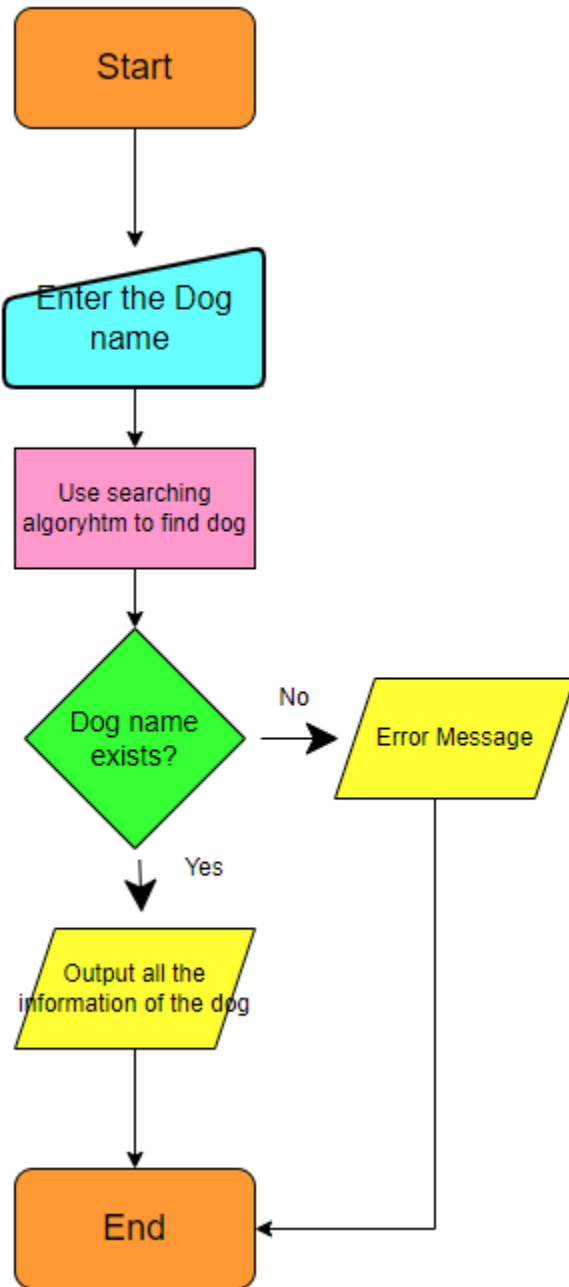 Start
Enter the Dog
name
Use searching
algoryhtm to find dog
Dog name
exists?
No
Error Message
Yes
Output all the
information of the dog
End